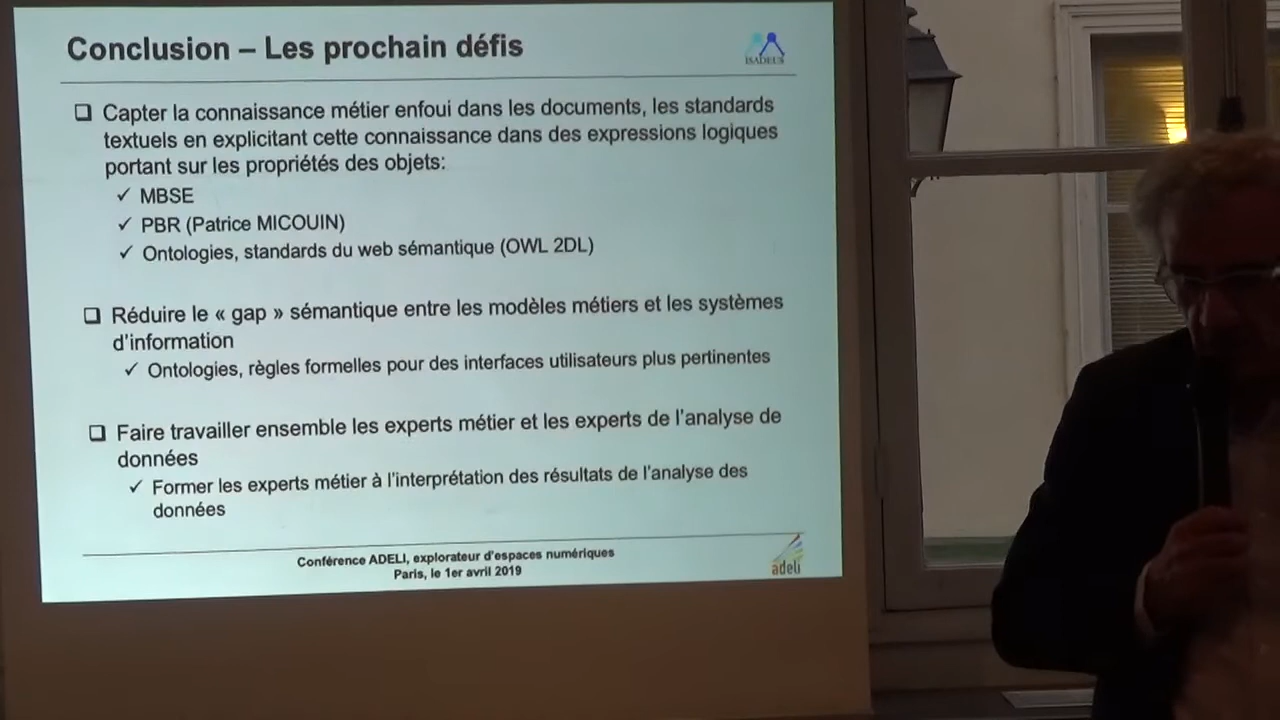 Conclusion – Les prochain défis
ISADEUS
❑ Capter la connaissance métier enfoui dans les documents, les standards
textuels en explicitant cette connaissance dans des expressions logiques
portant sur les propriétés des objets:
✓ MBSE
✓ PBR (Patrice MICOUIN)
✓ Ontologies, standards du web sémantique (OWL 2DL)
❑ Réduire le « gap » sémantique entre les modèles métiers et les systèmes
d'information
✓ Ontologies, règles formelles pour des interfaces utilisateurs plus pertinentes
❑ Faire travailler ensemble les experts métier et les experts de l'analyse de
données
✓ Former les experts métier à l'interprétation des résultats de l'analyse des
données
Conférence ADELI, explorateur d'espaces numériques
Paris, le 1er avril 2019
adeli